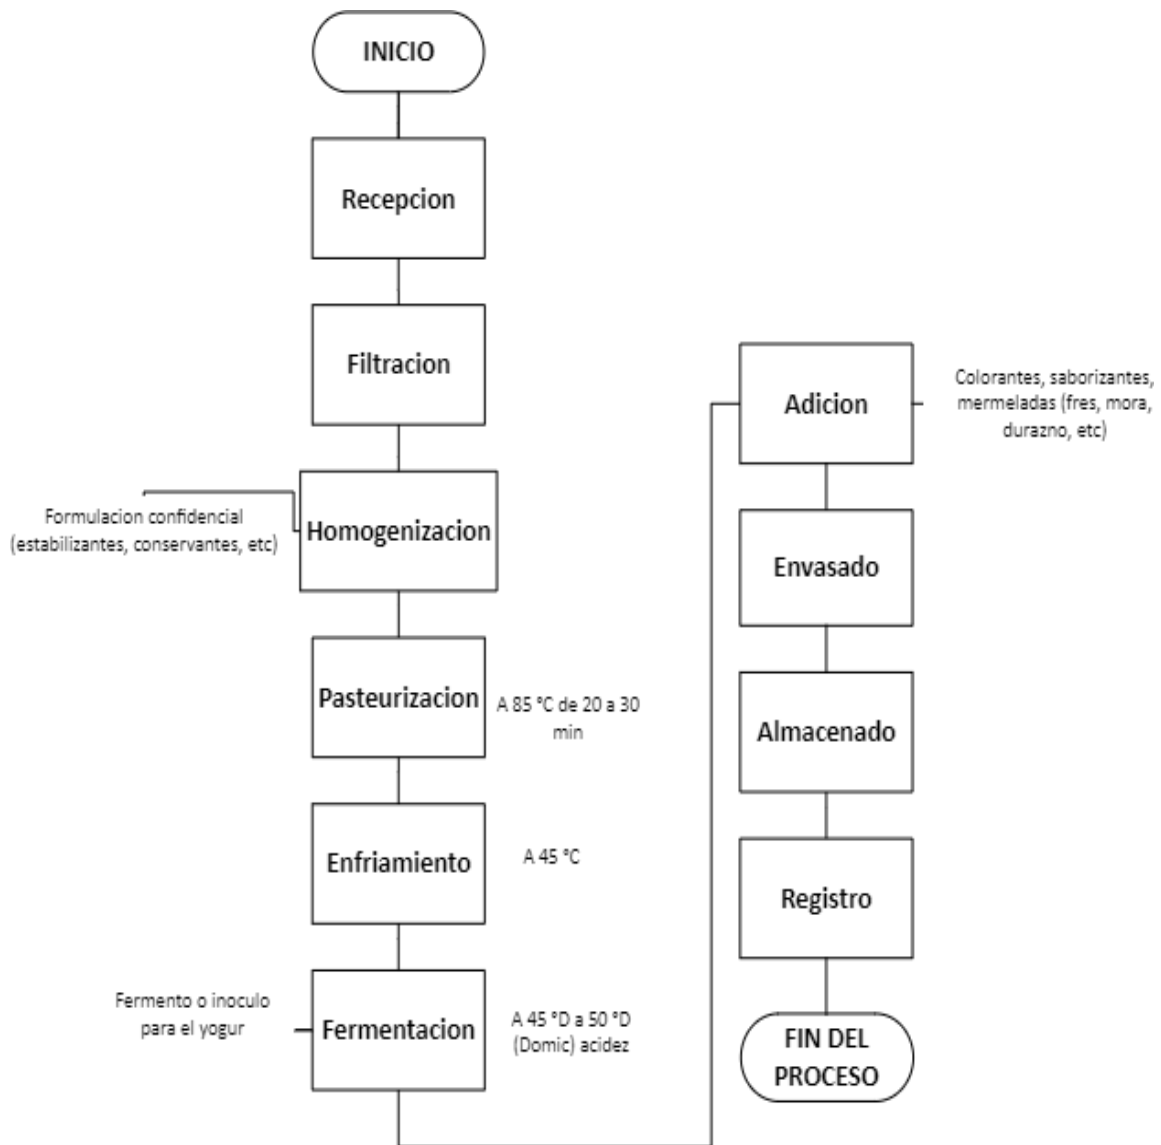 INICIO
Recepcion
Filtracion
Homogenizacion
Formulacion confidencial
(estabilizantes, conservantes, etc)
Pasteurizacion
A 85 °C de 20 a 30
min
Enfriamiento
A 45 °C
Fermento o inoculo
para el yogur
Fermentacion
A 45 °D a 50 °D
(Domic) acidez
Adicion
Colorantes, saborizantes,
mermeladas (fres, mora,
durazno, etc)
Envasado
Almacenado
Registro
FIN DEL
PROCESO